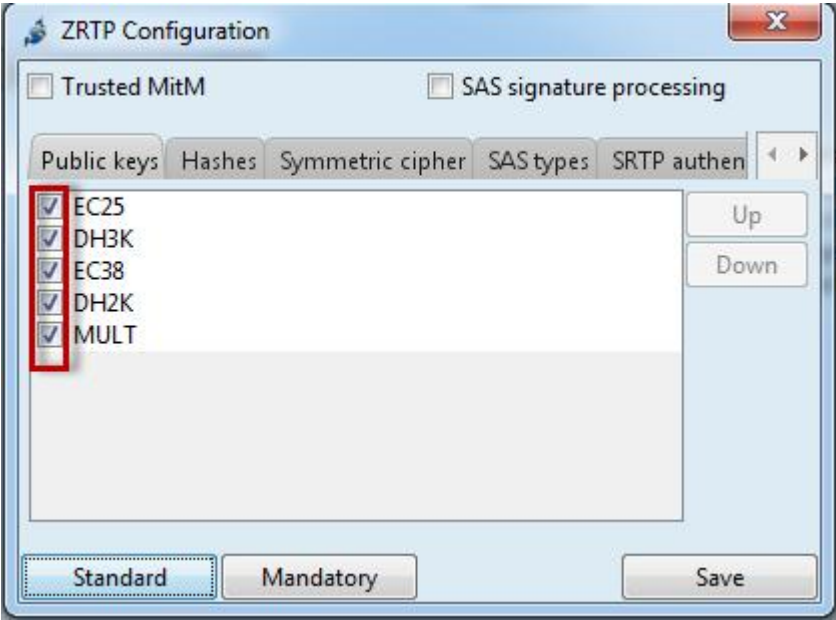 ZRTP Configuration
Trusted MitM SAS signature processing
Public keys Hashes Symmetric cipher SAS types SRTP authen
EC25
DH3K
EC38
DH2K
MULT
Up
Down
Standard Mandatory Save